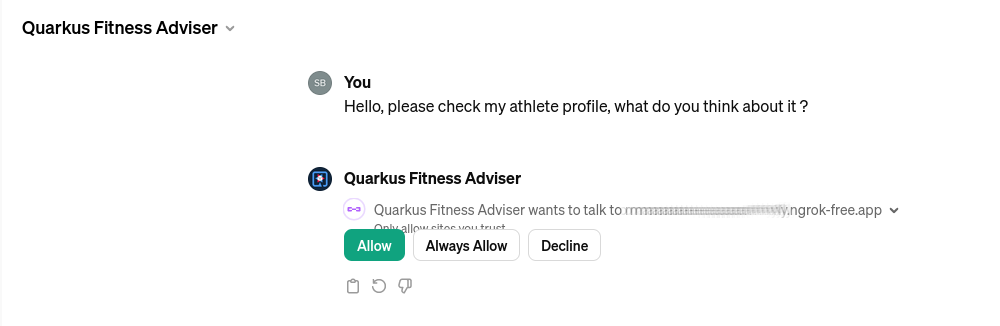 Quarkus Fitness Adviser
SB
You
Hello, please check my athlete profile, what do you think about it ?
Quarkus Fitness Adviser
Quarkus Fitness Adviser wants to talk to .ngrok-free.app
Only allow sites you trust.
Allow Always Allow Decline